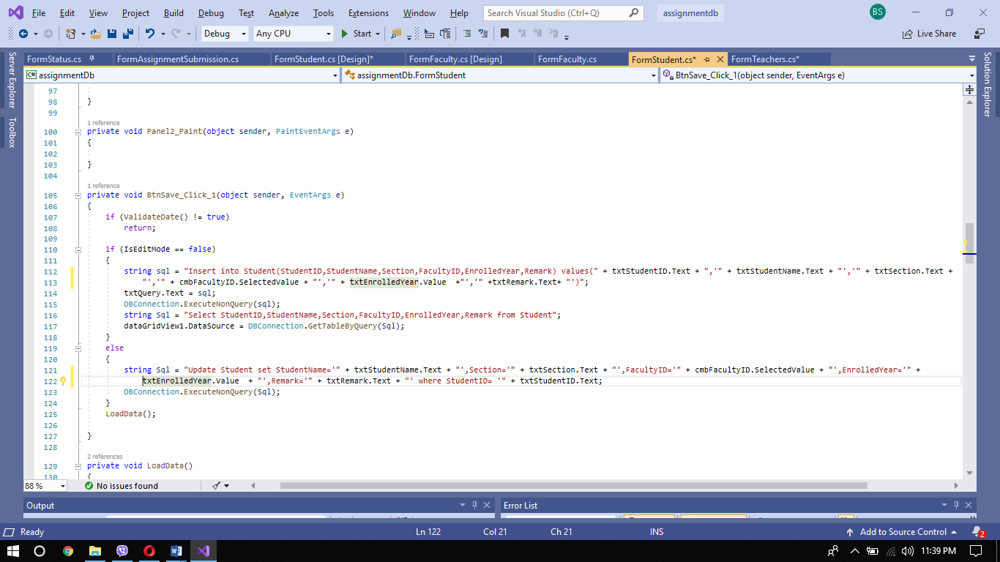 File Edit View Project Build Debug Test Analyze Tools Extensions Window Help Search Visual Studio (Ctrl+Q) assignmentdb BS
Debug Any CPU Start Live Share
FormStatus.cs FormAssignmentSubmission.cs FormStudent.cs [Design]* FormFaculty.cs [Design] FormFaculty.cs FormStudent.cs* FormTeachers.cs*
Server Explorer
Toolbox
Solution Explorer
C# assignmentDb assignmentDb.FormStudent BtnSave_Click_1(object sender, EventArgs e)
97
98 }
99
1 reference
100 private void Panel2_Paint(object sender, PaintEventArgs e)
101 {
102
103 }
104
1 reference
105 private void BtnSave_Click_1(object sender, EventArgs e)
106 {
107 if (ValidateDate() != true)
108 return;
109
110 if (IsEditMode == false)
111 {
112 string sql = "Insert into Student(StudentID,StudentName,Section,FacultyID,EnrolledYear,Remark) values(" + txtStudentID.Text + ",'" + txtStudentName.Text + "','" + txtSection.Text +
113 "','" + cmbFacultyID.SelectedValue + "','" + txtEnrolledYear.Value +"','" +txtRemark.Text+ "')";
114 txtQuery.Text = sql;
115 DBConnection.ExecuteNonQuery(sql);
116 string Sql = "Select StudentID,StudentName,Section,FacultyID,EnrolledYear,Remark from Student";
117 dataGridView1.DataSource = DBConnection.GetTableByQuery(Sql);
118 }
119 else
120 {
121 string Sql = "Update Student set StudentName='" + txtStudentName.Text + "',Section='" + txtSection.Text + "',FacultyID='" + cmbFacultyID.SelectedValue + "',EnrolledYear='" +
122 txtEnrolledYear.Value + "',Remark='" + txtRemark.Text + "' where StudentID= '" + txtStudentID.Text;
123 DBConnection.ExecuteNonQuery(Sql);
124 }
125 LoadData();
126
127 }
128
2 references
129 private void LoadData()
130 {
88 % No issues found
Output Error List
Ready Ln 122 Col 21 Ch 21 INS Add to Source Control 2
11:39 PM